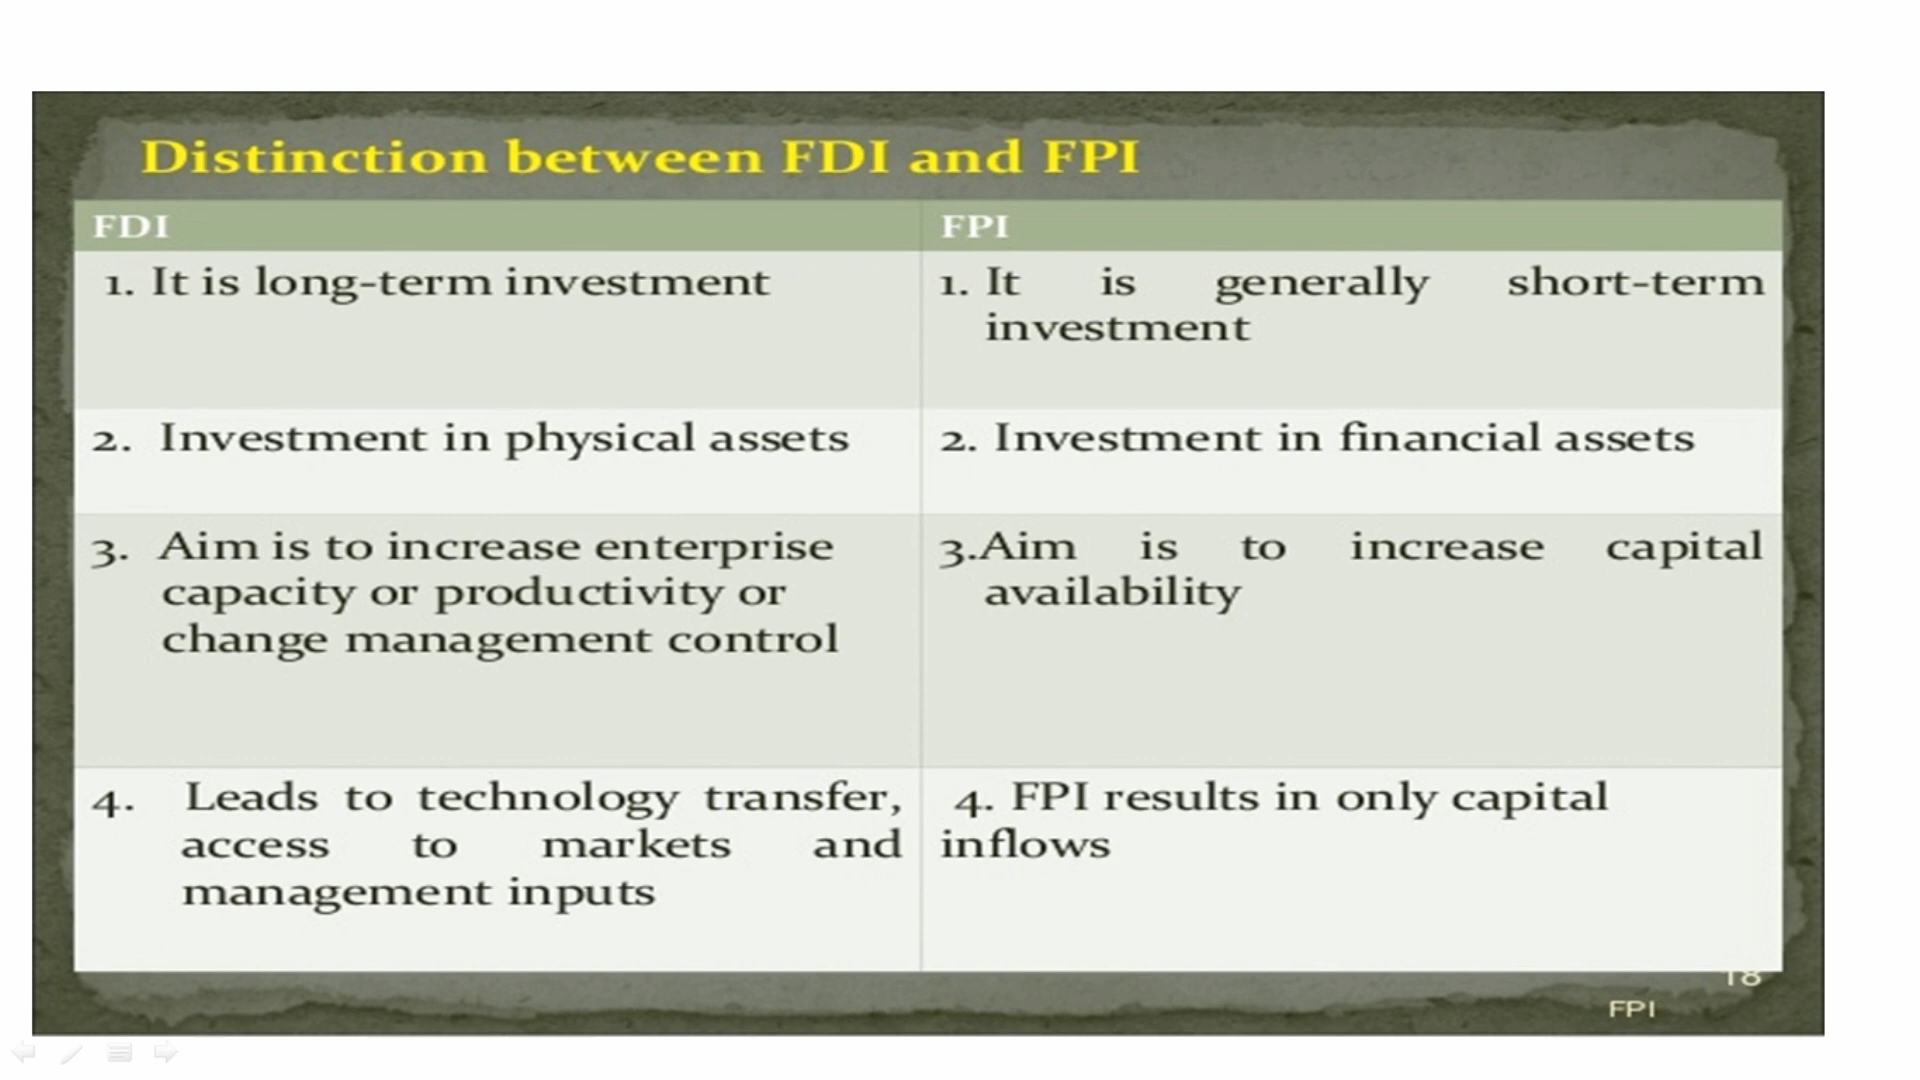 Distinction between FDI and FPI
FDI
FPI
1. It is long-term investment
1. It is generally short-term
investment
2. Investment in physical assets
2. Investment in financial assets
3. Aim is to increase enterprise
capacity or productivity or
change management control
3.Aim is to increase capital
availability
4. Leads to technology transfer,
access to markets and
management inputs
4. FPI results in only capital
inflows
18
FPI